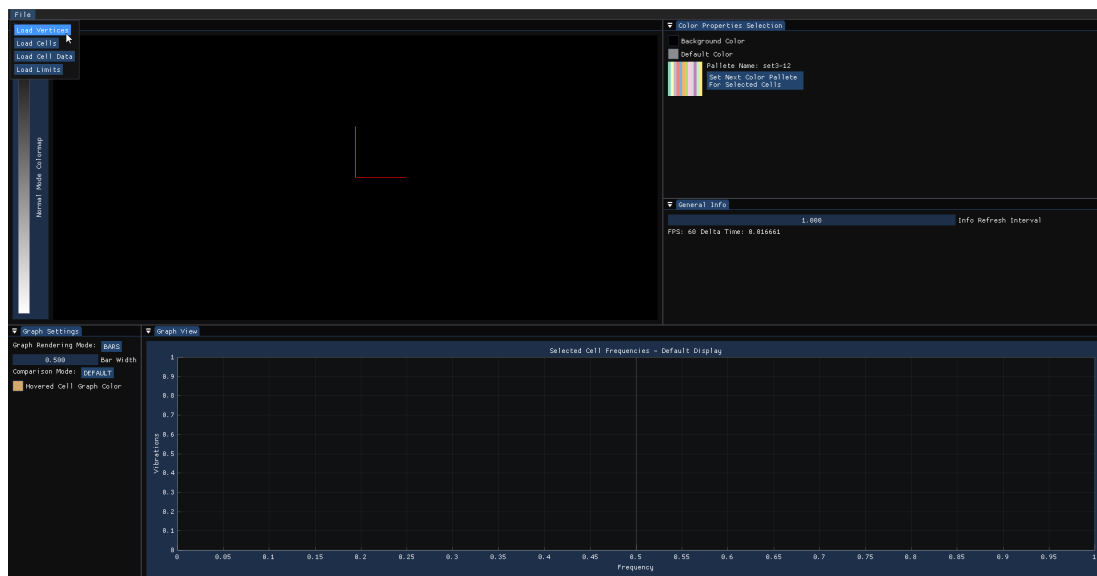 File
Load Vertices
Load Cells
Load Cell Data
Load Limits
Normal Mode Colormap
Color Properties Selection
Background Color
Default Color
Pallete Name: set3-12
Set Next Color Pallete
For Selected Cells
General Info
1.000 Info Refresh Interval
FPS: 60 Delta Time: 0.016661
Graph Settings
Graph Rendering Mode: BARS
0.500 Bar Width
Comparison Mode: DEFAULT
Hovered Cell Graph Color
Graph View
Selected Cell Frequencies - Default Display
Vibrations
1
0.9
0.8
0.7
0.6
0.5
0.4
0.3
0.2
0.1
0
0 0.05 0.1 0.15 0.2 0.25 0.3 0.35 0.4 0.45 0.5 0.55 0.6 0.65 0.7 0.75 0.8 0.85 0.9 0.95 1
Frequency